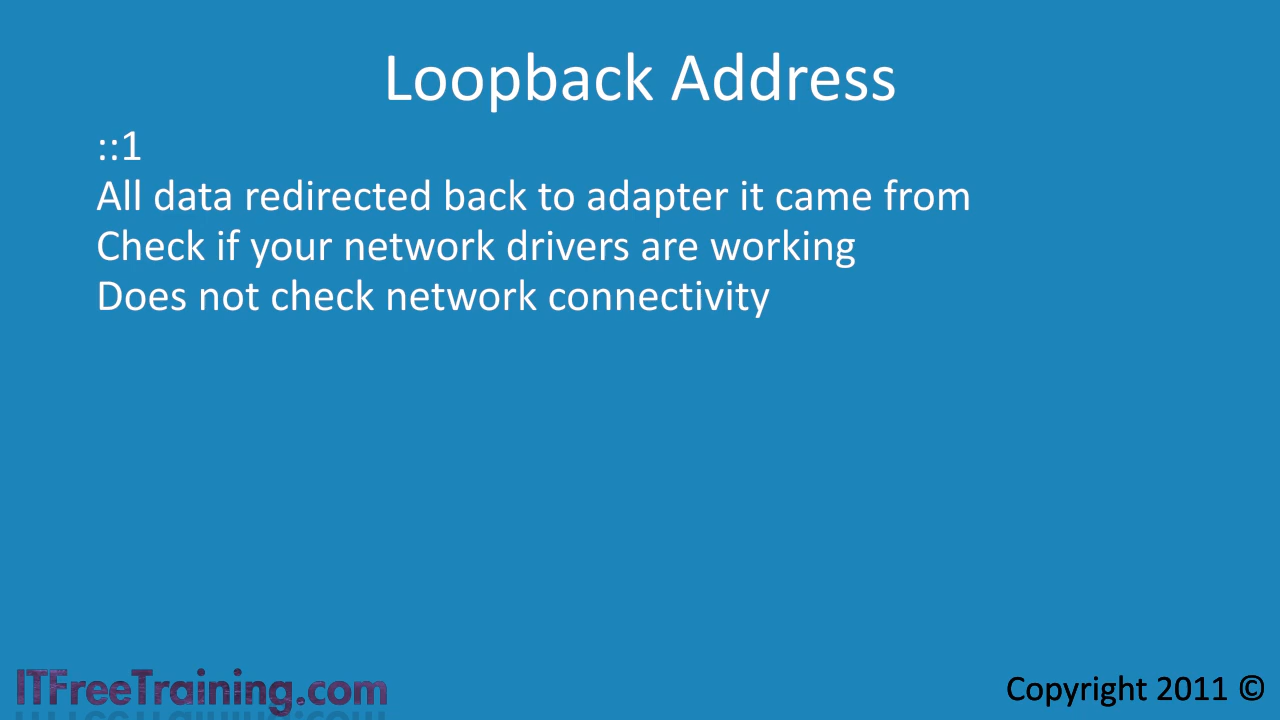 Loopback Address
::1
All data redirected back to adapter it came from
Check if your network drivers are working
Does not check network connectivity
ITFreeTraining.com
Copyright 2011 ©